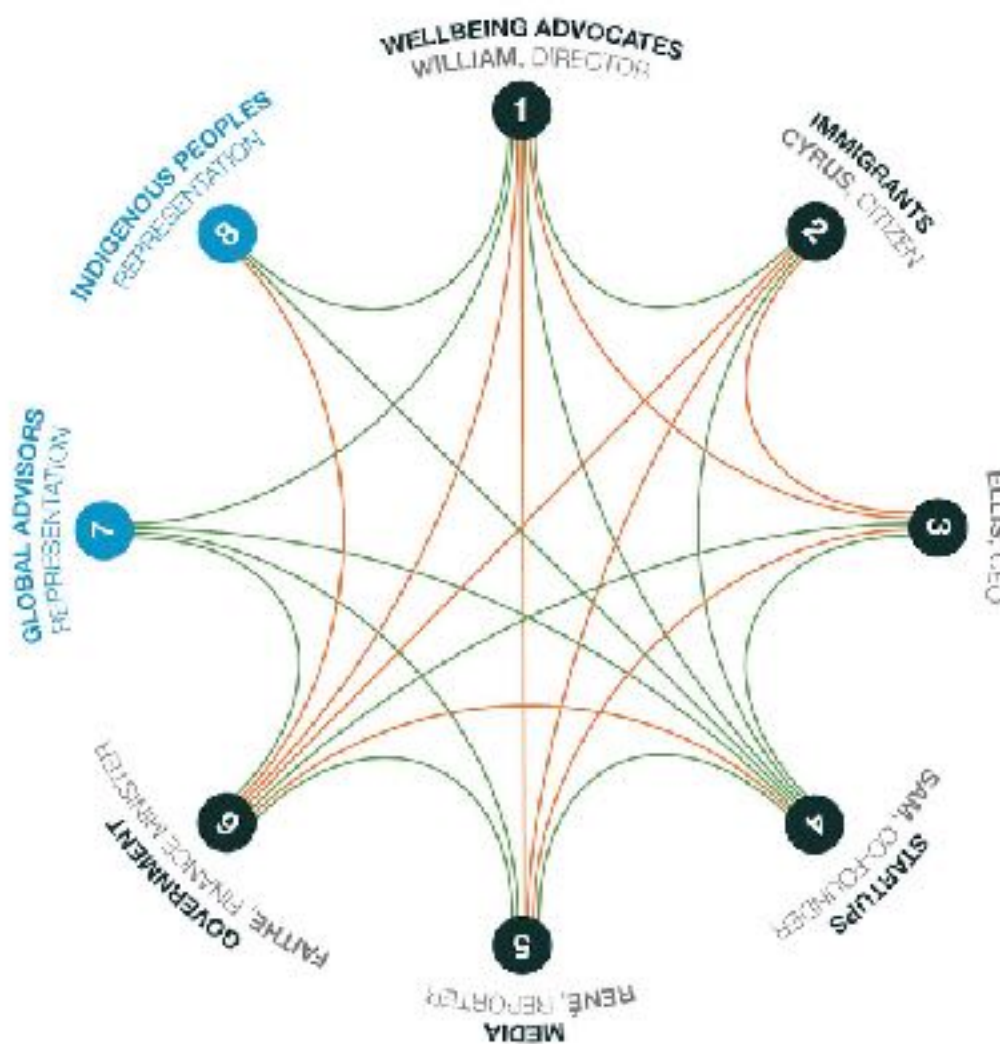 WELLBEING ADVOCATES
WILLIAM, DIRECTOR
1
IMMIGRANTS
CYRUS, CITIZEN
2
ELLIS, CEO
3
SAM, CO-FOUNDER
STARTUPS
4
RENÉ, REPORTER
MEDIA
5
FAITHE, FINANCE MINISTER
GOVERNMENT
6
GLOBAL ADVISORS
REPRESENTATION
7
INDIGENOUS PEOPLES
REPRESENTATION
8